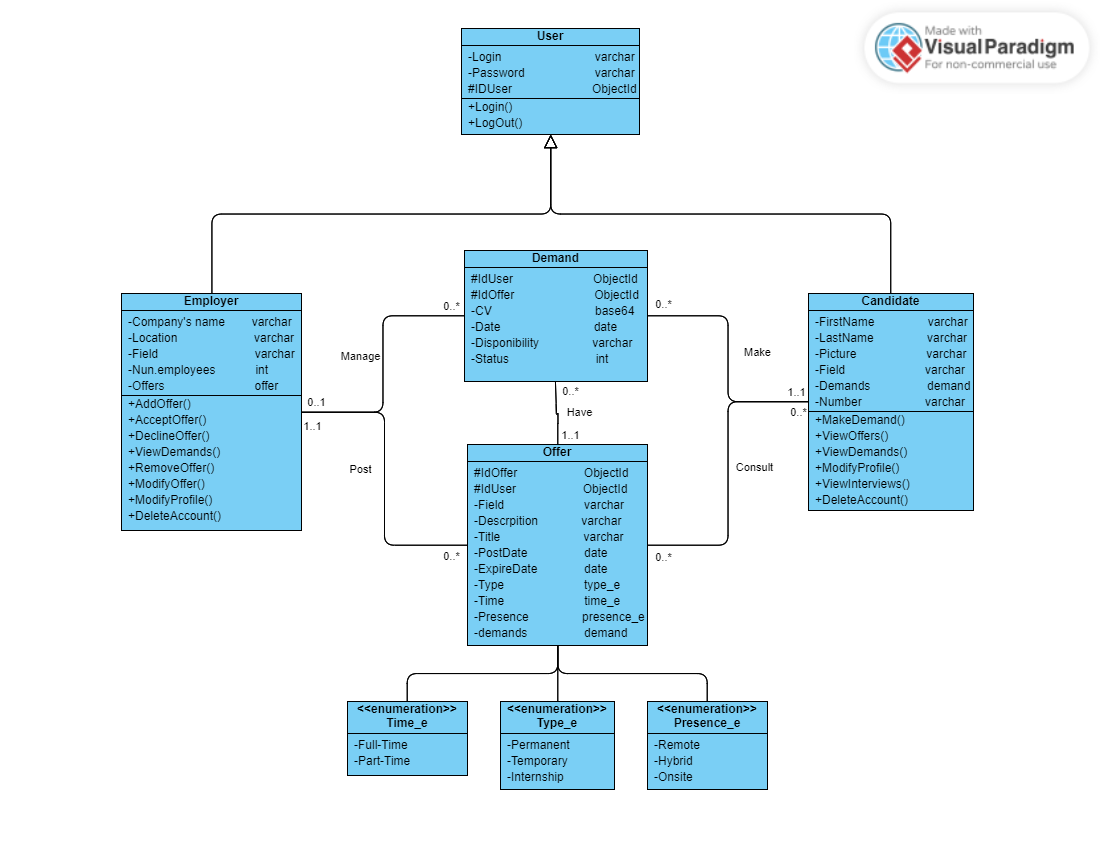 Made with
Visual Paradigm
For non-commercial use
User
-Login varchar
-Password varchar
#IDUser ObjectId
+Login()
+LogOut()
Demand
#IdUser ObjectId
#IdOffer ObjectId
-CV base64
-Date date
-Disponibility varchar
-Status int
Employer
-Company's name varchar
-Location varchar
-Field varchar
-Nun.employees int
-Offers offer
+AddOffer()
+AcceptOffer()
+DeclineOffer()
+ViewDemands()
+RemoveOffer()
+ModifyOffer()
+ModifyProfile()
+DeleteAccount()
Candidate
-FirstName varchar
-LastName varchar
-Picture varchar
-Field varchar
-Demands demand
-Number varchar
+MakeDemand()
+ViewOffers()
+ViewDemands()
+ModifyProfile()
+ViewInterviews()
+DeleteAccount()
0..*
0..*
Manage
Make
0..1
1..1
1..1
0..*
0..*
Have
1..1
Post
Consult
0..*
0..*
Offer
#IdOffer ObjectId
#IdUser ObjectId
-Field varchar
-Descrpition varchar
-Title varchar
-PostDate date
-ExpireDate date
-Type type_e
-Time time_e
-Presence presence_e
-demands demand
<<enumeration>>
Time_e
-Full-Time
-Part-Time
<<enumeration>>
Type_e
-Permanent
-Temporary
-Internship
<<enumeration>>
Presence_e
-Remote
-Hybrid
-Onsite